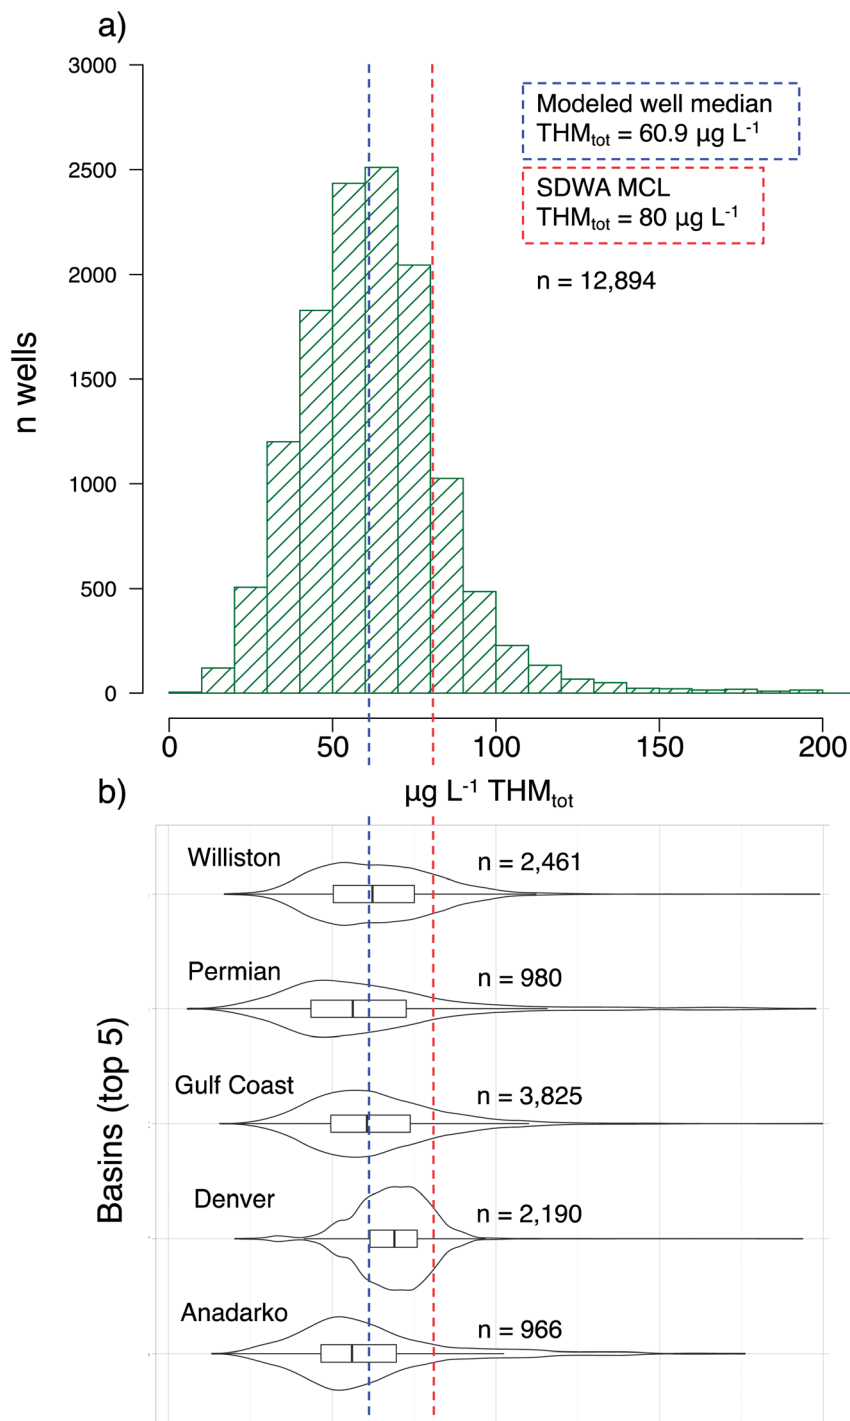 a)
3000
2500
2000
1500
1000
500
0
n wells
Modeled well median
THMtot = 60.9 µg L-1
SDWA MCL
THMtot = 80 µg L-1
n = 12,894
0 50 100 150 200
µg L-1 THMtot
b)
Basins (top 5)
Williston n = 2,461
Permian n = 980
Gulf Coast n = 3,825
Denver n = 2,190
Anadarko n = 966